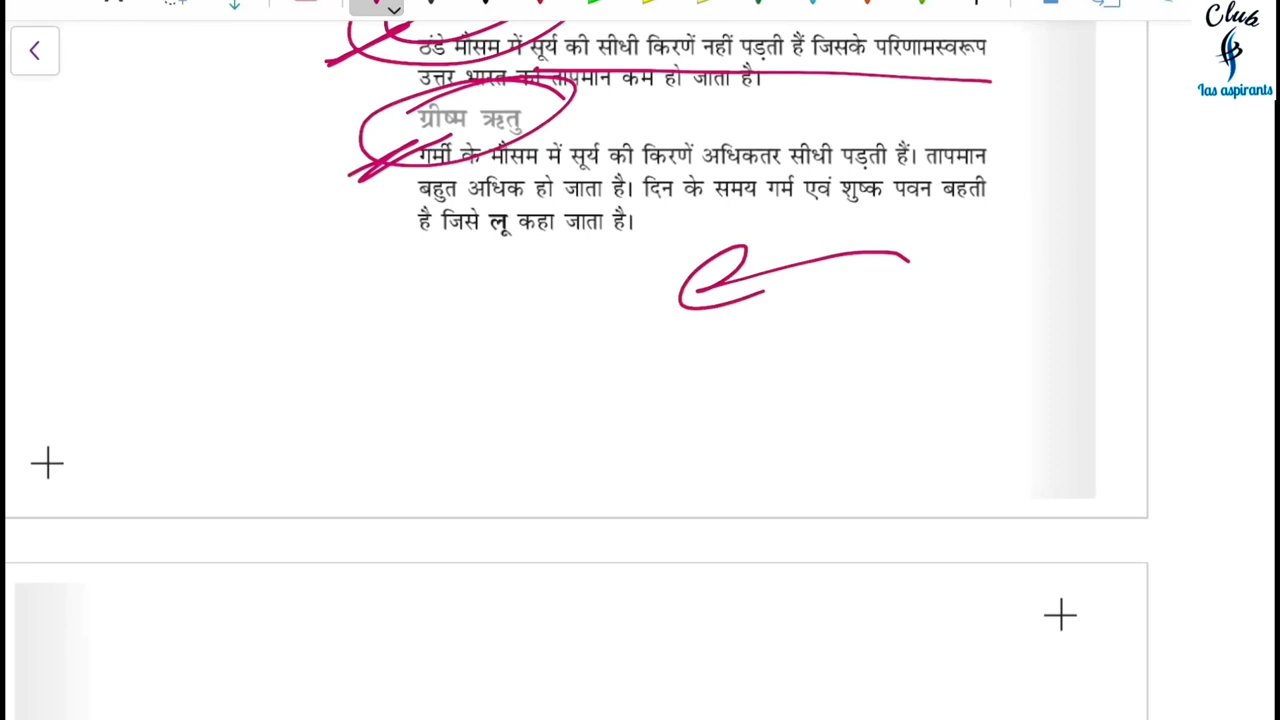 Club
Ias aspirants
ठंडे मौसम में सूर्य की सीधी किरणें नहीं पड़ती हैं जिसके परिणामस्वरूप
उत्तर भारत का तापमान कम हो जाता है।
ग्रीष्म ऋतु
गर्मी के मौसम में सूर्य की किरणें अधिकतर सीधी पड़ती हैं। तापमान
बहुत अधिक हो जाता है। दिन के समय गर्म एवं शुष्क पवन बहती
है जिसे लू कहा जाता है।